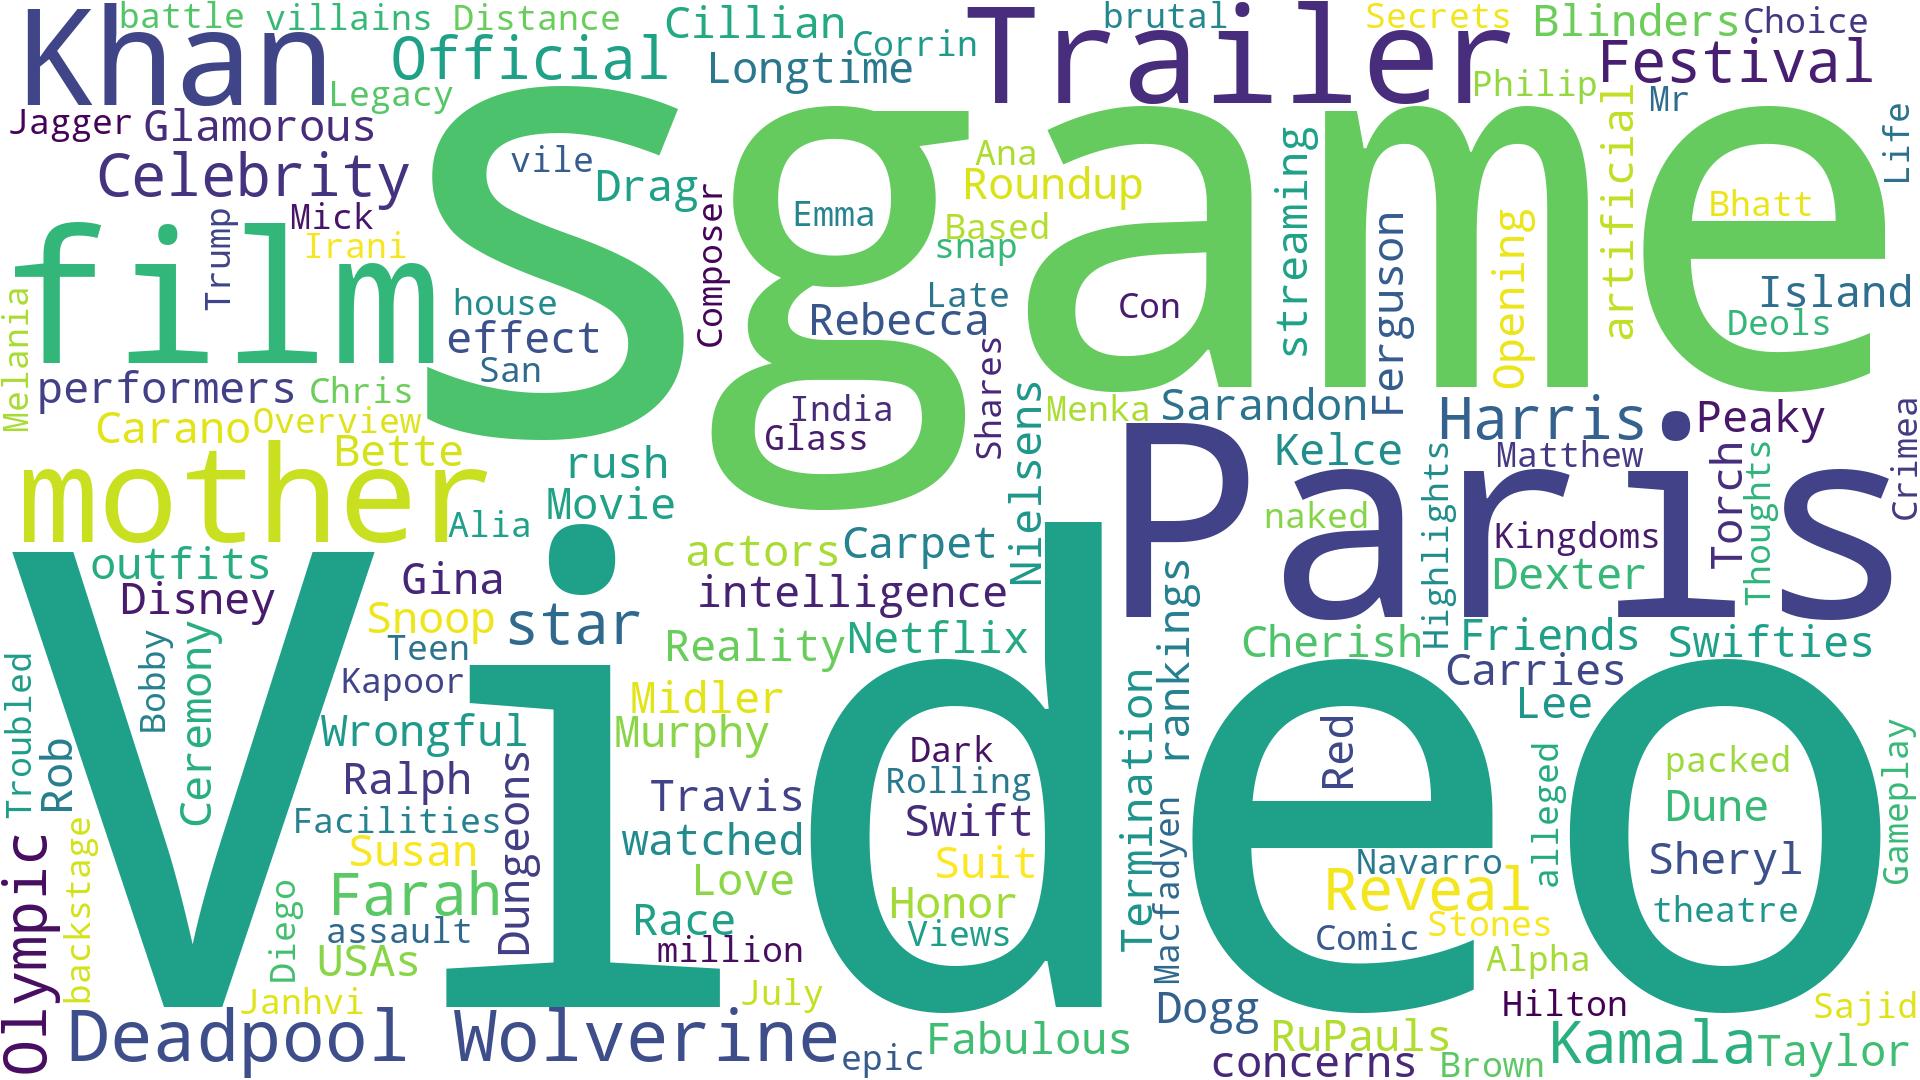 battle villains Distance Cillian brutal Secrets Blinders Choice
Khan Official Longtime Corrin Trailer Philip Festival
Legacy Mr
Jagger Glamorous S game artificial Life
Celebrity vile Drag Composer Ana Roundup streaming
Trump Mick Emma Based Ferguson Opening Bhatt
film Irani snap
Melania house Rebecca Late Con Island
effect Deols
San Shares
performers Chris India Menka Sarandon Harris Peaky
Carano Overview Glass Nielsens Crimea
mother Bette rush Paris Kelce Matthew Torch
Movie Highlights Thoughts
Alia naked Kingdoms
outfits actors Carpet Dexter
Disney Gina intelligence rankings
Snoop star
Video Teen Reality Netflix Cherish Friends Swifties
Troubled Bobby Ceremony Kapoor Midler Termination Carries
Lee
Rob Wrongful Murphy Dark Red alleged packed Gameplay
Ralph Dungeons Travis Rolling Dune
Olympic backstage Facilities watched Swift Macfadyen
Susan Suit Navarro Sheryl
Farah Love Honor Reveal theatre
Diego assault Race Views Comic Stones
USAs million Alpha
Janhvi July Dogg Hilton Sajid
Deadpool Wolverine epic Fabulous RuPauls Kamala Taylor
concerns Brown